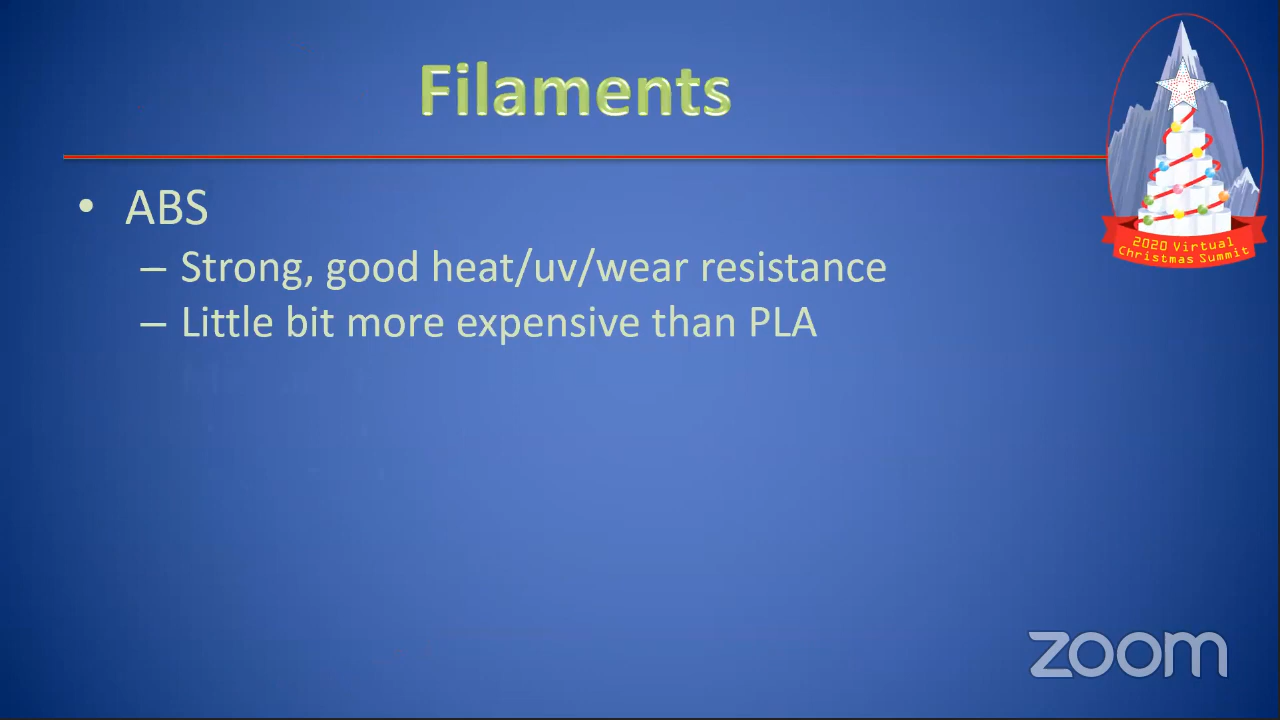 Filaments
• ABS
– Strong, good heat/uv/wear resistance
– Little bit more expensive than PLA
2020 Virtual
Christmas Summit
zoom